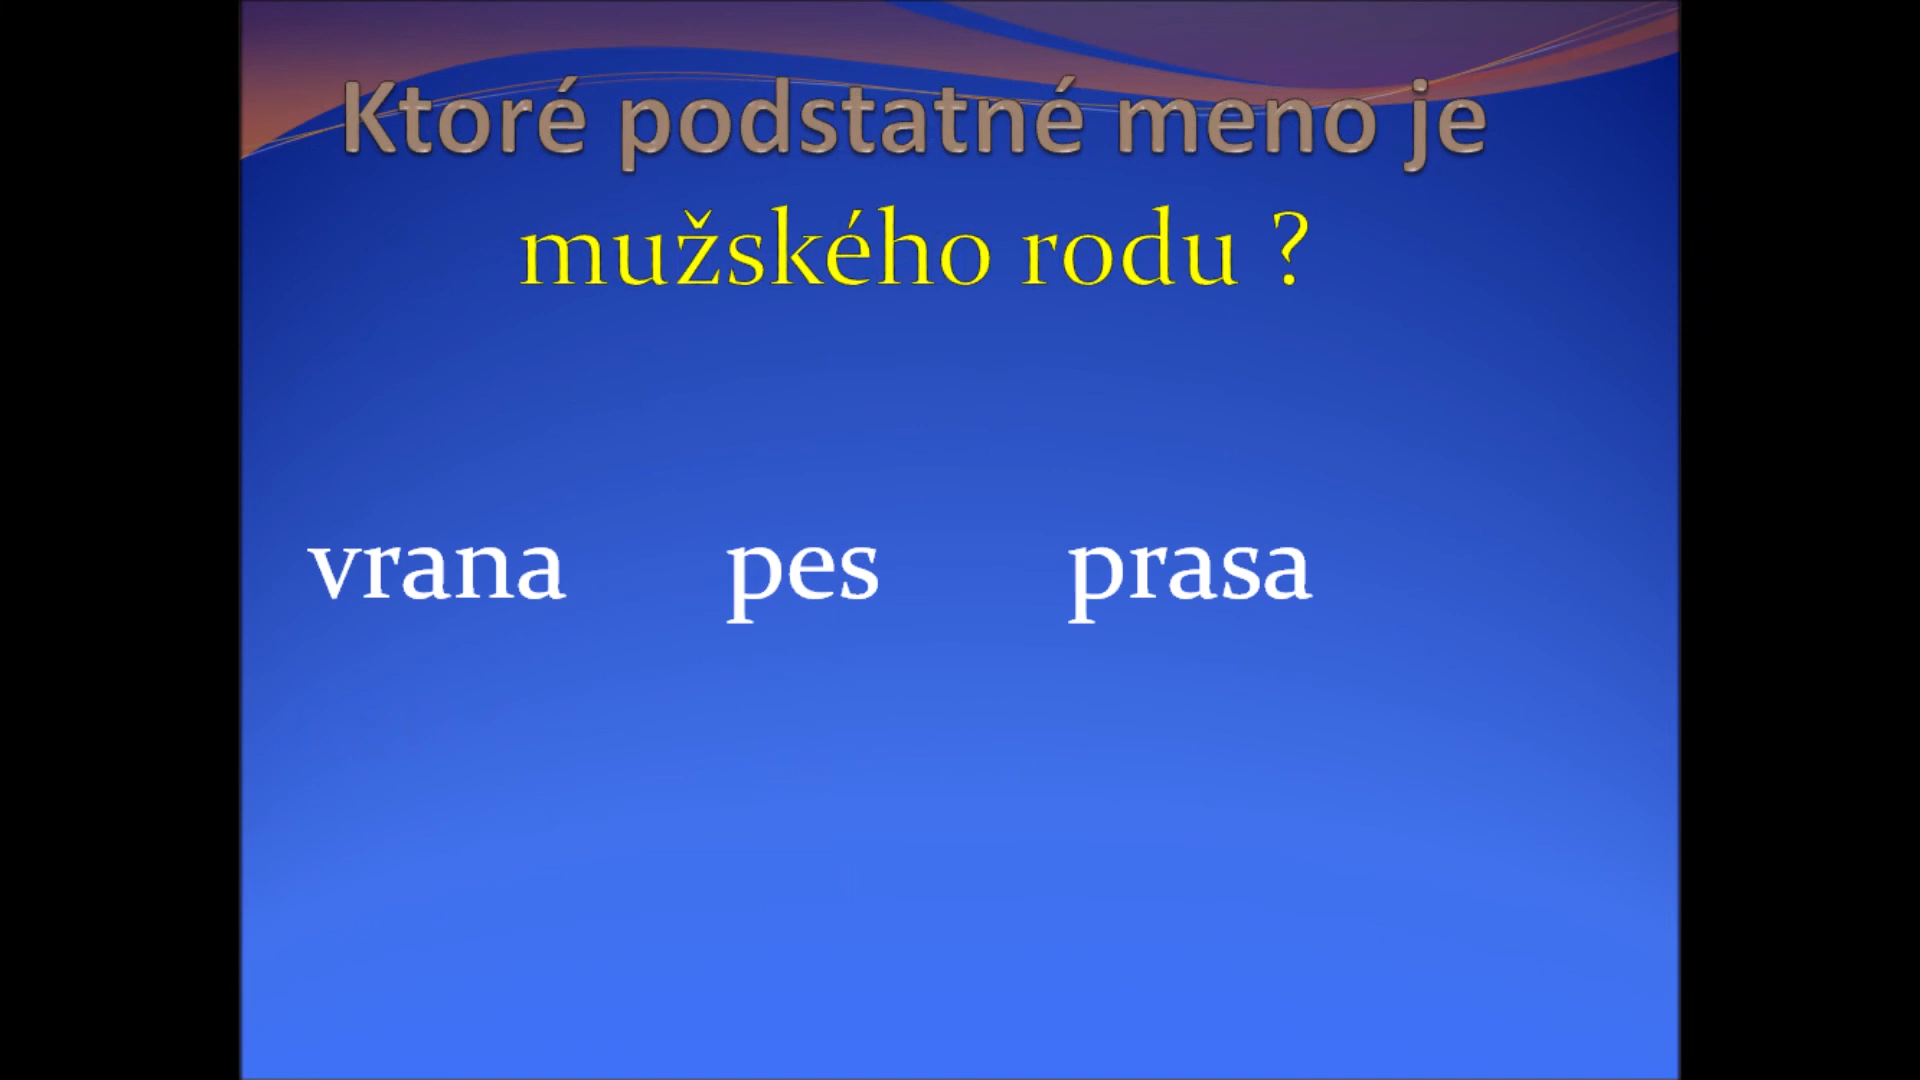 Ktoré podstatné meno je
mužského rodu ?
vrana pes prasa